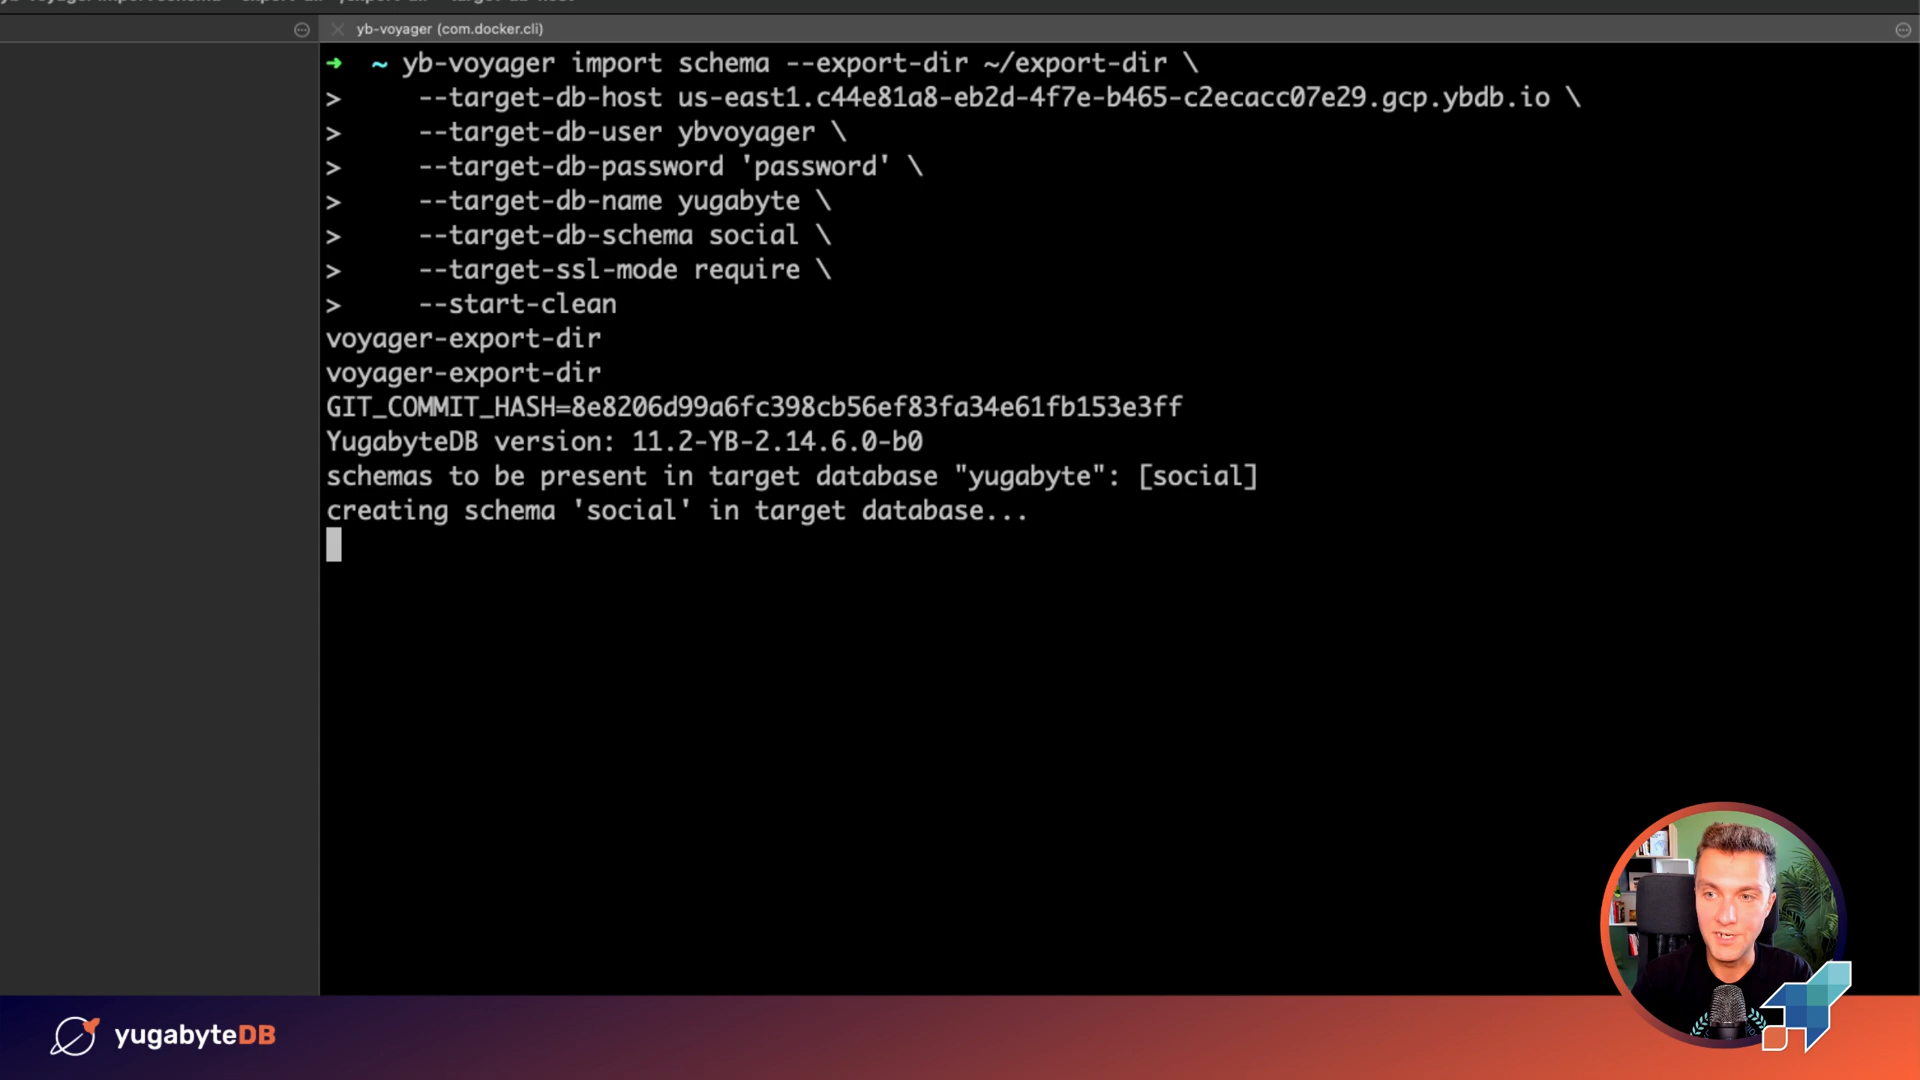 yb-voyager (com.docker.cli)
➜ ~ yb-voyager import schema --export-dir ~/export-dir \
> --target-db-host us-east1.c44e81a8-eb2d-4f7e-b465-c2ecacc07e29.gcp.ybdb.io \
> --target-db-user ybvoyager \
> --target-db-password 'password' \
> --target-db-name yugabyte \
> --target-db-schema social \
> --target-ssl-mode require \
> --start-clean
voyager-export-dir
voyager-export-dir
GIT_COMMIT_HASH=8e8206d99a6fc398cb56ef83fa34e61fb153e3ff
YugabyteDB version: 11.2-YB-2.14.6.0-b0
schemas to be present in target database "yugabyte": [social]
creating schema 'social' in target database...
yugabyteDB